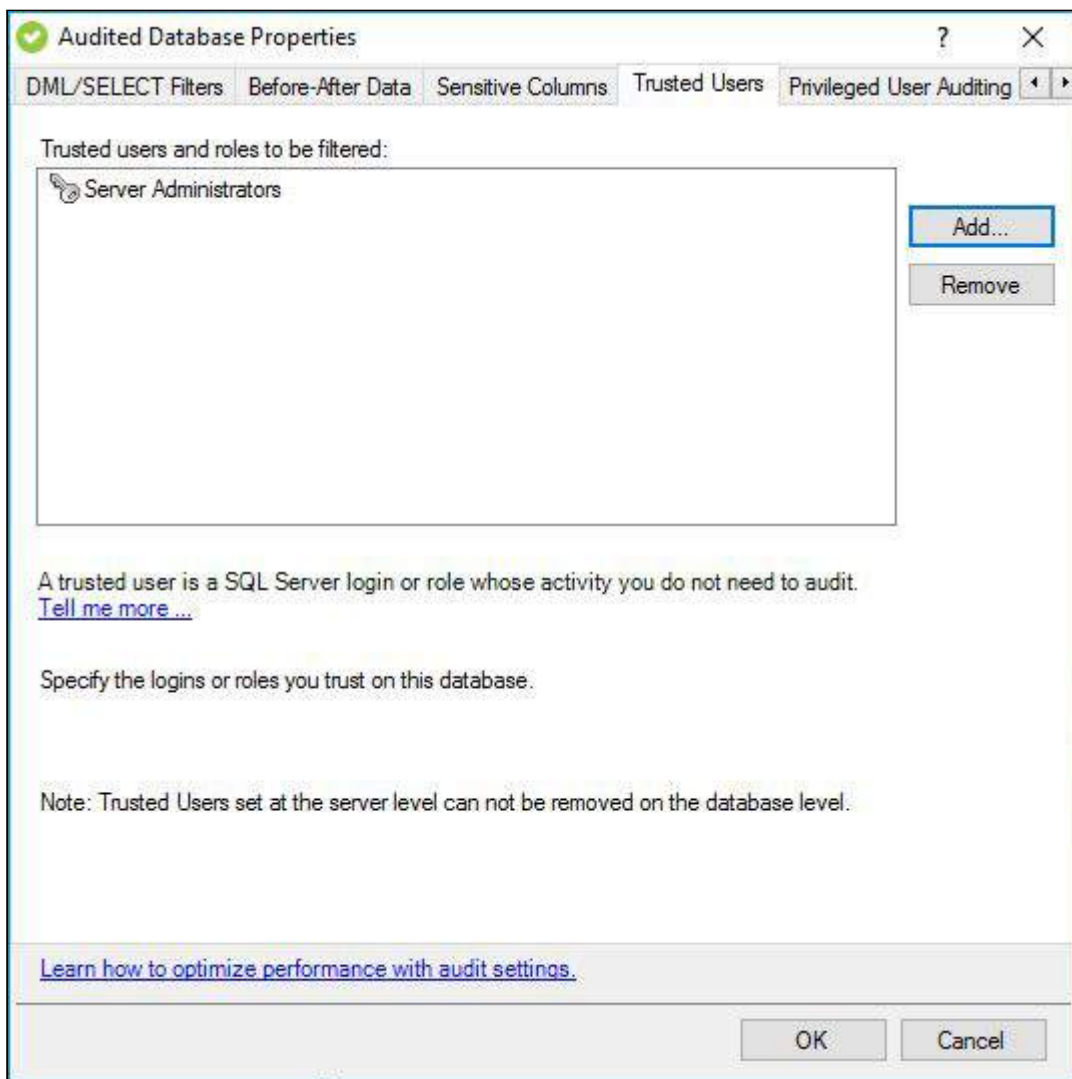 Audited Database Properties
?
DML/SELECT Filters
Before-After Data
Sensitive Columns
Trusted Users
Privileged User Auditing
Trusted users and roles to be filtered:
Server Administrators
Add...
Remove
A trusted user is a SQL Server login or role whose activity you do not need to audit.
Tell me more ...
Specify the logins or roles you trust on this database.
Note: Trusted Users set at the server level can not be removed on the database level.
Learn how to optimize performance with audit settings.
OK
Cancel